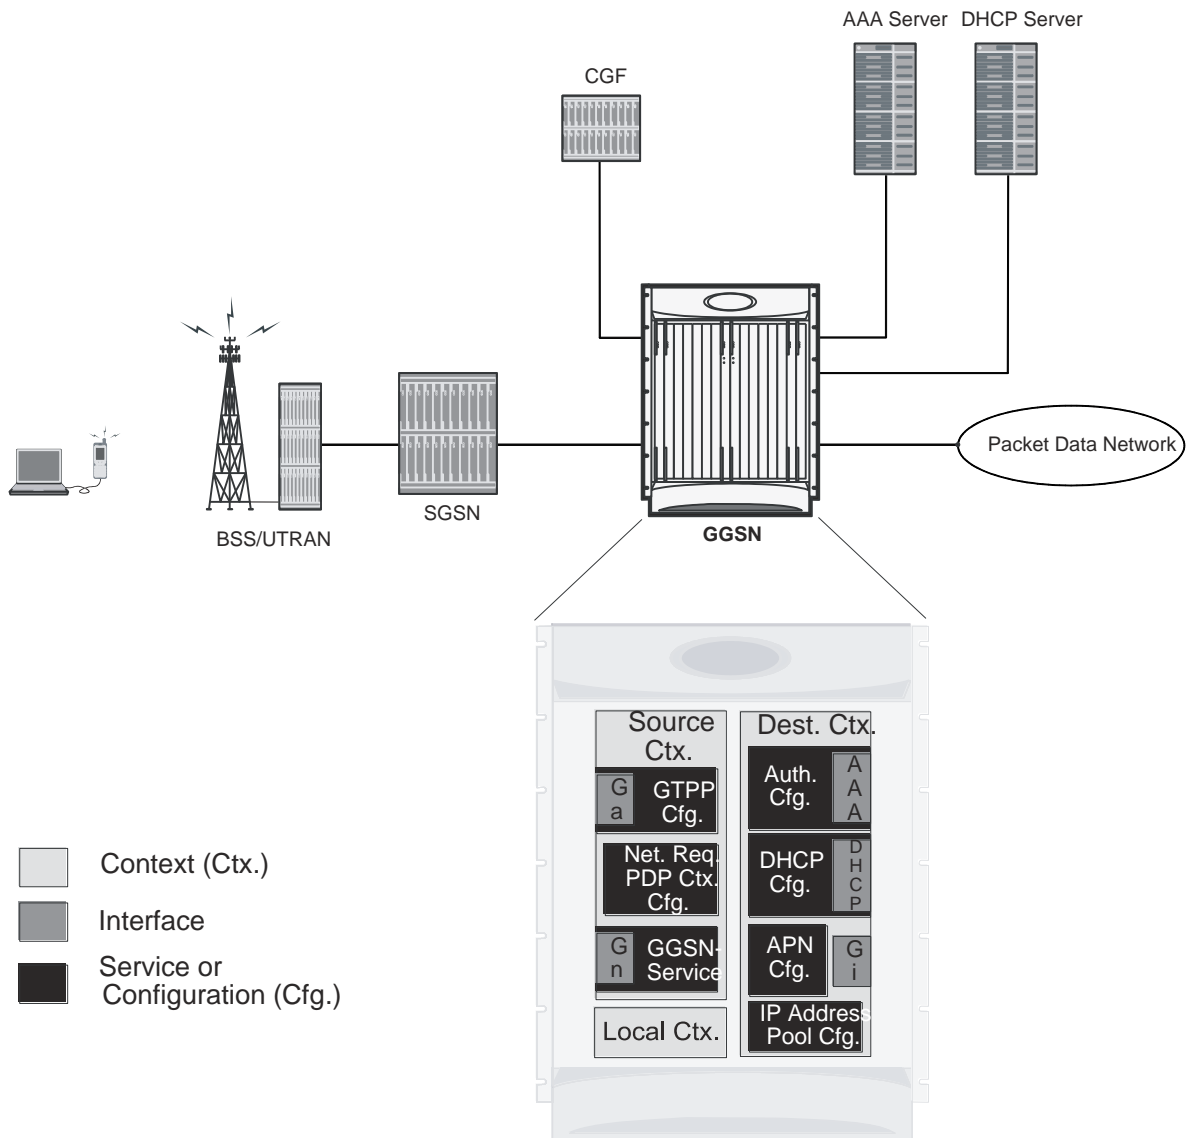 AAA Server
DHCP Server
CGF
Packet Data Network
SGSN
BSS/UTRAN
GGSN
Source
Ctx.
G
a
GTPP
Cfg.
Net. Req.
PDP Ctx.
Cfg.
G
n
GGSN-
Service
Local Ctx.
Dest. Ctx.
Auth.
Cfg.
A
A
A
DHCP
Cfg.
D
H
C
P
APN
Cfg.
G
i
IP Address
Pool Cfg.
Context (Ctx.)
Interface
Service or
Configuration (Cfg.)